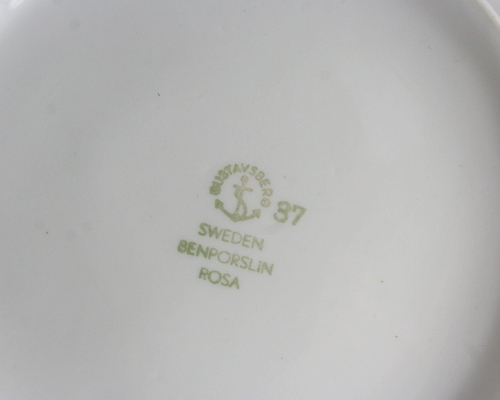 GUSTAVSBERG
87
SWEDEN
BENPORSLIN
ROSA